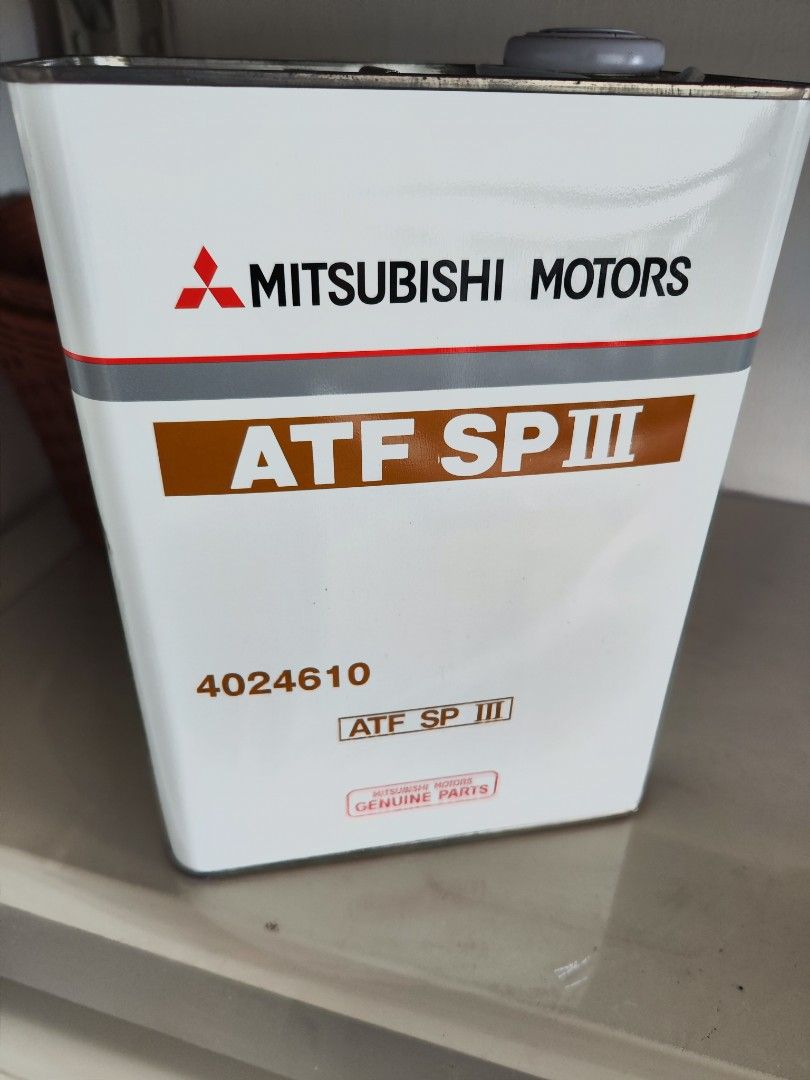 MITSUBISHI MOTORS
ATF SP III
4024610
ATF SP III
MITSUBISHI MOTORS
GENUINE PARTS